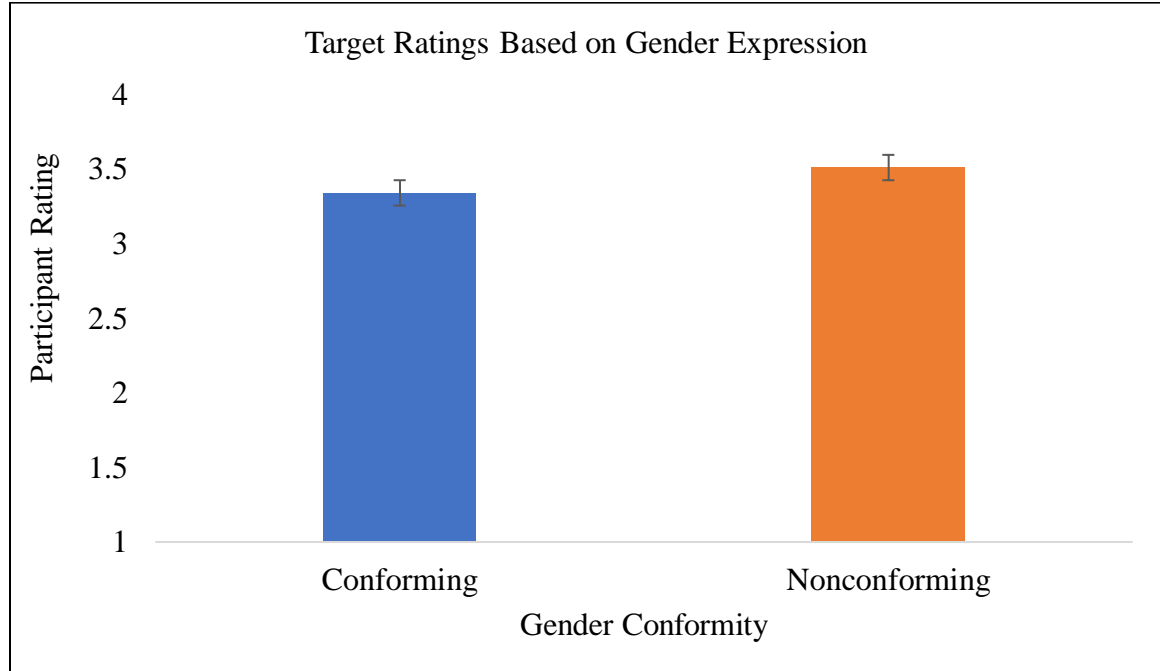 Target Ratings Based on Gender Expression
4
3.5
3
2.5
2
1.5
1
Participant Rating
Conforming
Nonconforming
Gender Conformity